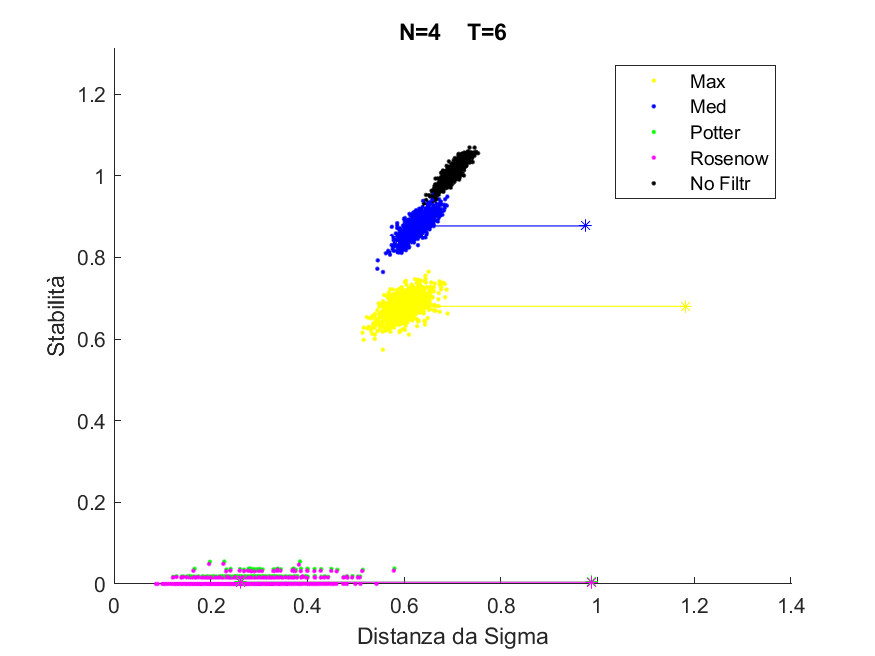 N=4 T=6
Max
Med
Potter
Rosenow
No Filtr
1.2
1
0.8
0.6
0.4
0.2
0
Stabilità
0 0.2 0.4 0.6 0.8 1 1.2 1.4
Distanza da Sigma